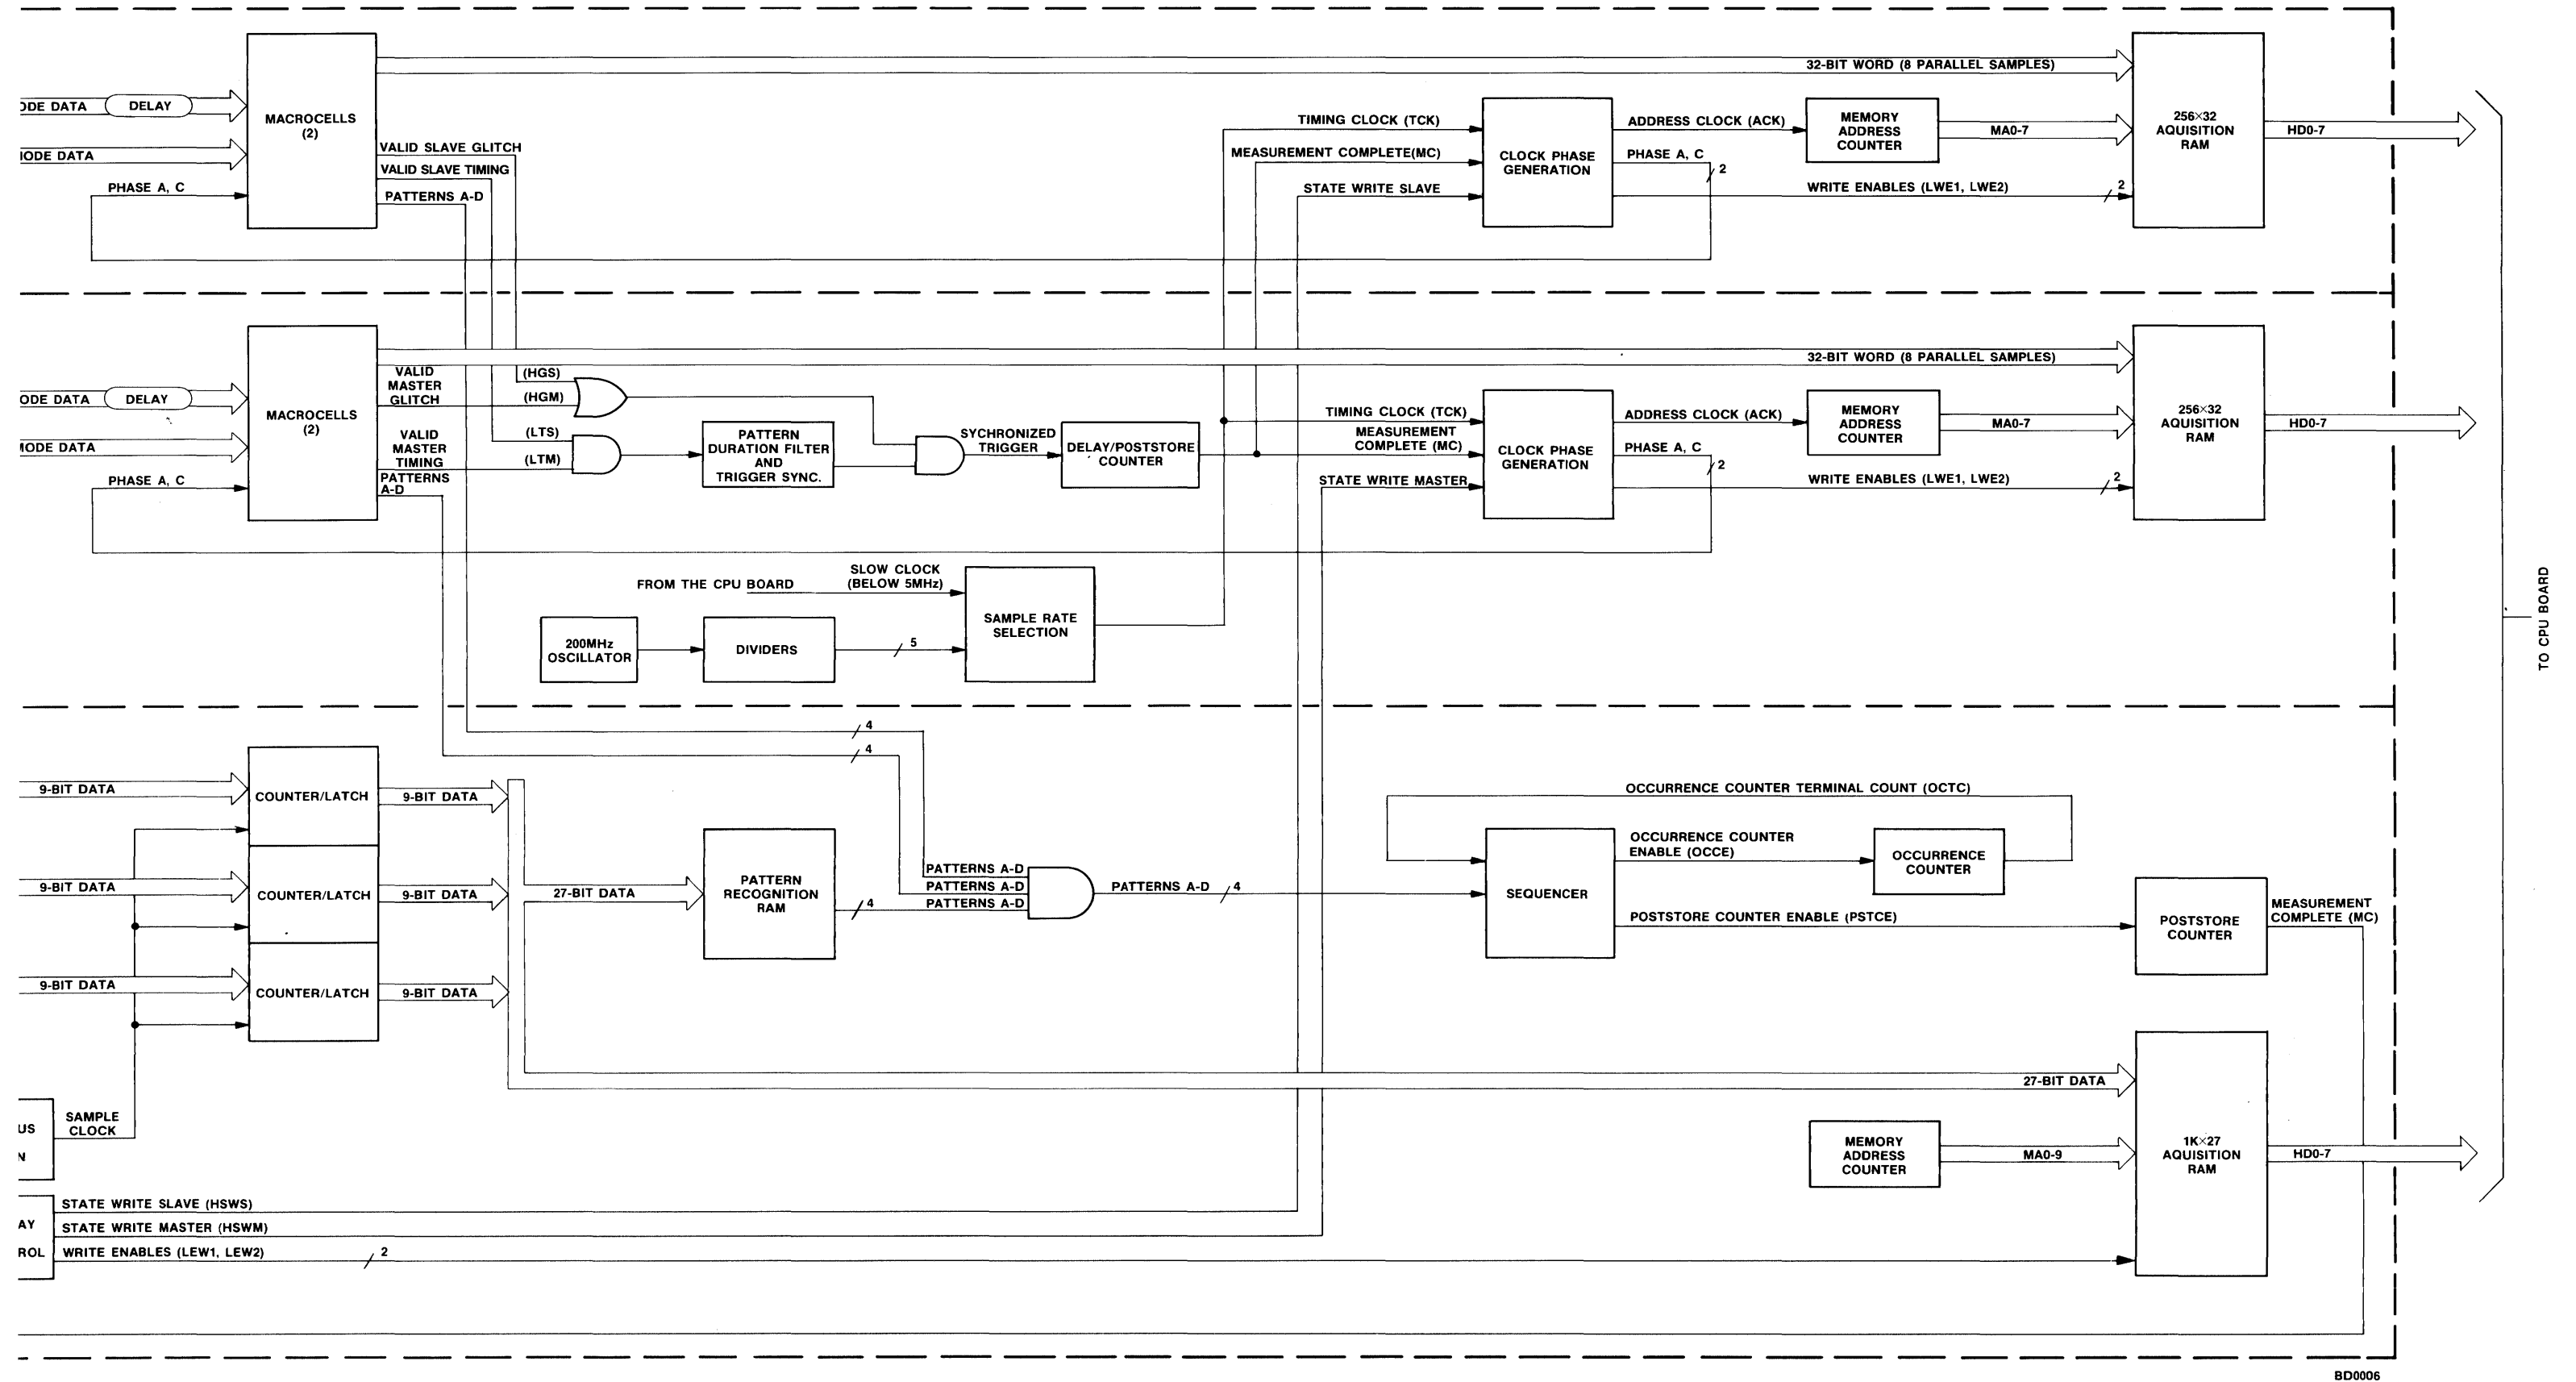 32-BIT WORD (8 PARALLEL SAMPLES)
ODE DATA
DELAY
MACROCELLS
(2)
IODE DATA
PHASE A, C
VALID SLAVE GLITCH
VALID SLAVE TIMING
PATTERNS A-D
TIMING CLOCK (TCK)
MEASUREMENT COMPLETE(MC)
STATE WRITE SLAVE
CLOCK PHASE
GENERATION
ADDRESS CLOCK (ACK)
PHASE A, C
2
MEMORY
ADDRESS
COUNTER
MA0-7
WRITE ENABLES (LWE1, LWE2)
2
256×32
AQUISITION
RAM
HD0-7
32-BIT WORD (8 PARALLEL SAMPLES)
ODE DATA
DELAY
MACROCELLS
(2)
IODE DATA
PHASE A, C
VALID
MASTER
GLITCH
VALID
MASTER
TIMING
PATTERNS
A-D
(HGS)
(HGM)
(LTS)
(LTM)
PATTERN
DURATION FILTER
AND
TRIGGER SYNC.
SYCHRONIZED
TRIGGER
DELAY/POSTSTORE
COUNTER
TIMING CLOCK (TCK)
MEASUREMENT
COMPLETE (MC)
STATE WRITE MASTER
CLOCK PHASE
GENERATION
ADDRESS CLOCK (ACK)
PHASE A, C
2
MEMORY
ADDRESS
COUNTER
MA0-7
WRITE ENABLES (LWE1, LWE2)
2
256×32
AQUISITION
RAM
HD0-7
FROM THE CPU BOARD
SLOW CLOCK
(BELOW 5MHz)
200MHz
OSCILLATOR
DIVIDERS
5
SAMPLE RATE
SELECTION
TO CPU BOARD
4
4
9-BIT DATA
COUNTER/LATCH
9-BIT DATA
9-BIT DATA
COUNTER/LATCH
9-BIT DATA
9-BIT DATA
COUNTER/LATCH
9-BIT DATA
27-BIT DATA
PATTERN
RECOGNITION
RAM
4
PATTERNS A-D
PATTERNS A-D
PATTERNS A-D
PATTERNS A-D
4
OCCURRENCE COUNTER TERMINAL COUNT (OCTC)
SEQUENCER
OCCURRENCE COUNTER
ENABLE (OCCE)
OCCURRENCE
COUNTER
POSTSTORE COUNTER ENABLE (PSTCE)
POSTSTORE
COUNTER
MEASUREMENT
COMPLETE (MC)
27-BIT DATA
MEMORY
ADDRESS
COUNTER
MA0-9
1K×27
AQUISITION
RAM
HD0-7
US
N
SAMPLE
CLOCK
AY
ROL
STATE WRITE SLAVE (HSWS)
STATE WRITE MASTER (HSWM)
WRITE ENABLES (LEW1, LEW2)
2
BD0006